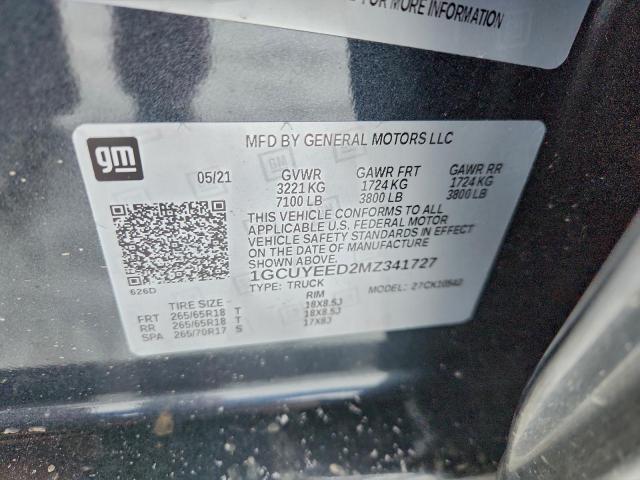 FOR MORE INFORMATION
gm
MFD BY GENERAL MOTORS LLC
05/21 GVWR GAWR FRT GAWR RR
3221 KG 1724 KG 1724 KG
7100 LB 3800 LB 3800 LB
THIS VEHICLE CONFORMS TO ALL
APPLICABLE U.S. FEDERAL MOTOR
VEHICLE SAFETY STANDARDS IN EFFECT
ON THE DATE OF MANUFACTURE
SHOWN ABOVE.
1GCUYEED2MZ341727
626D TYPE: TRUCK 27CK10543
TIRE SIZE RIM
FRT 265/65R18 T 18X8.5J
RR 265/65R18 T 18X8.5J
SPA 265/70R17 S 17X8J